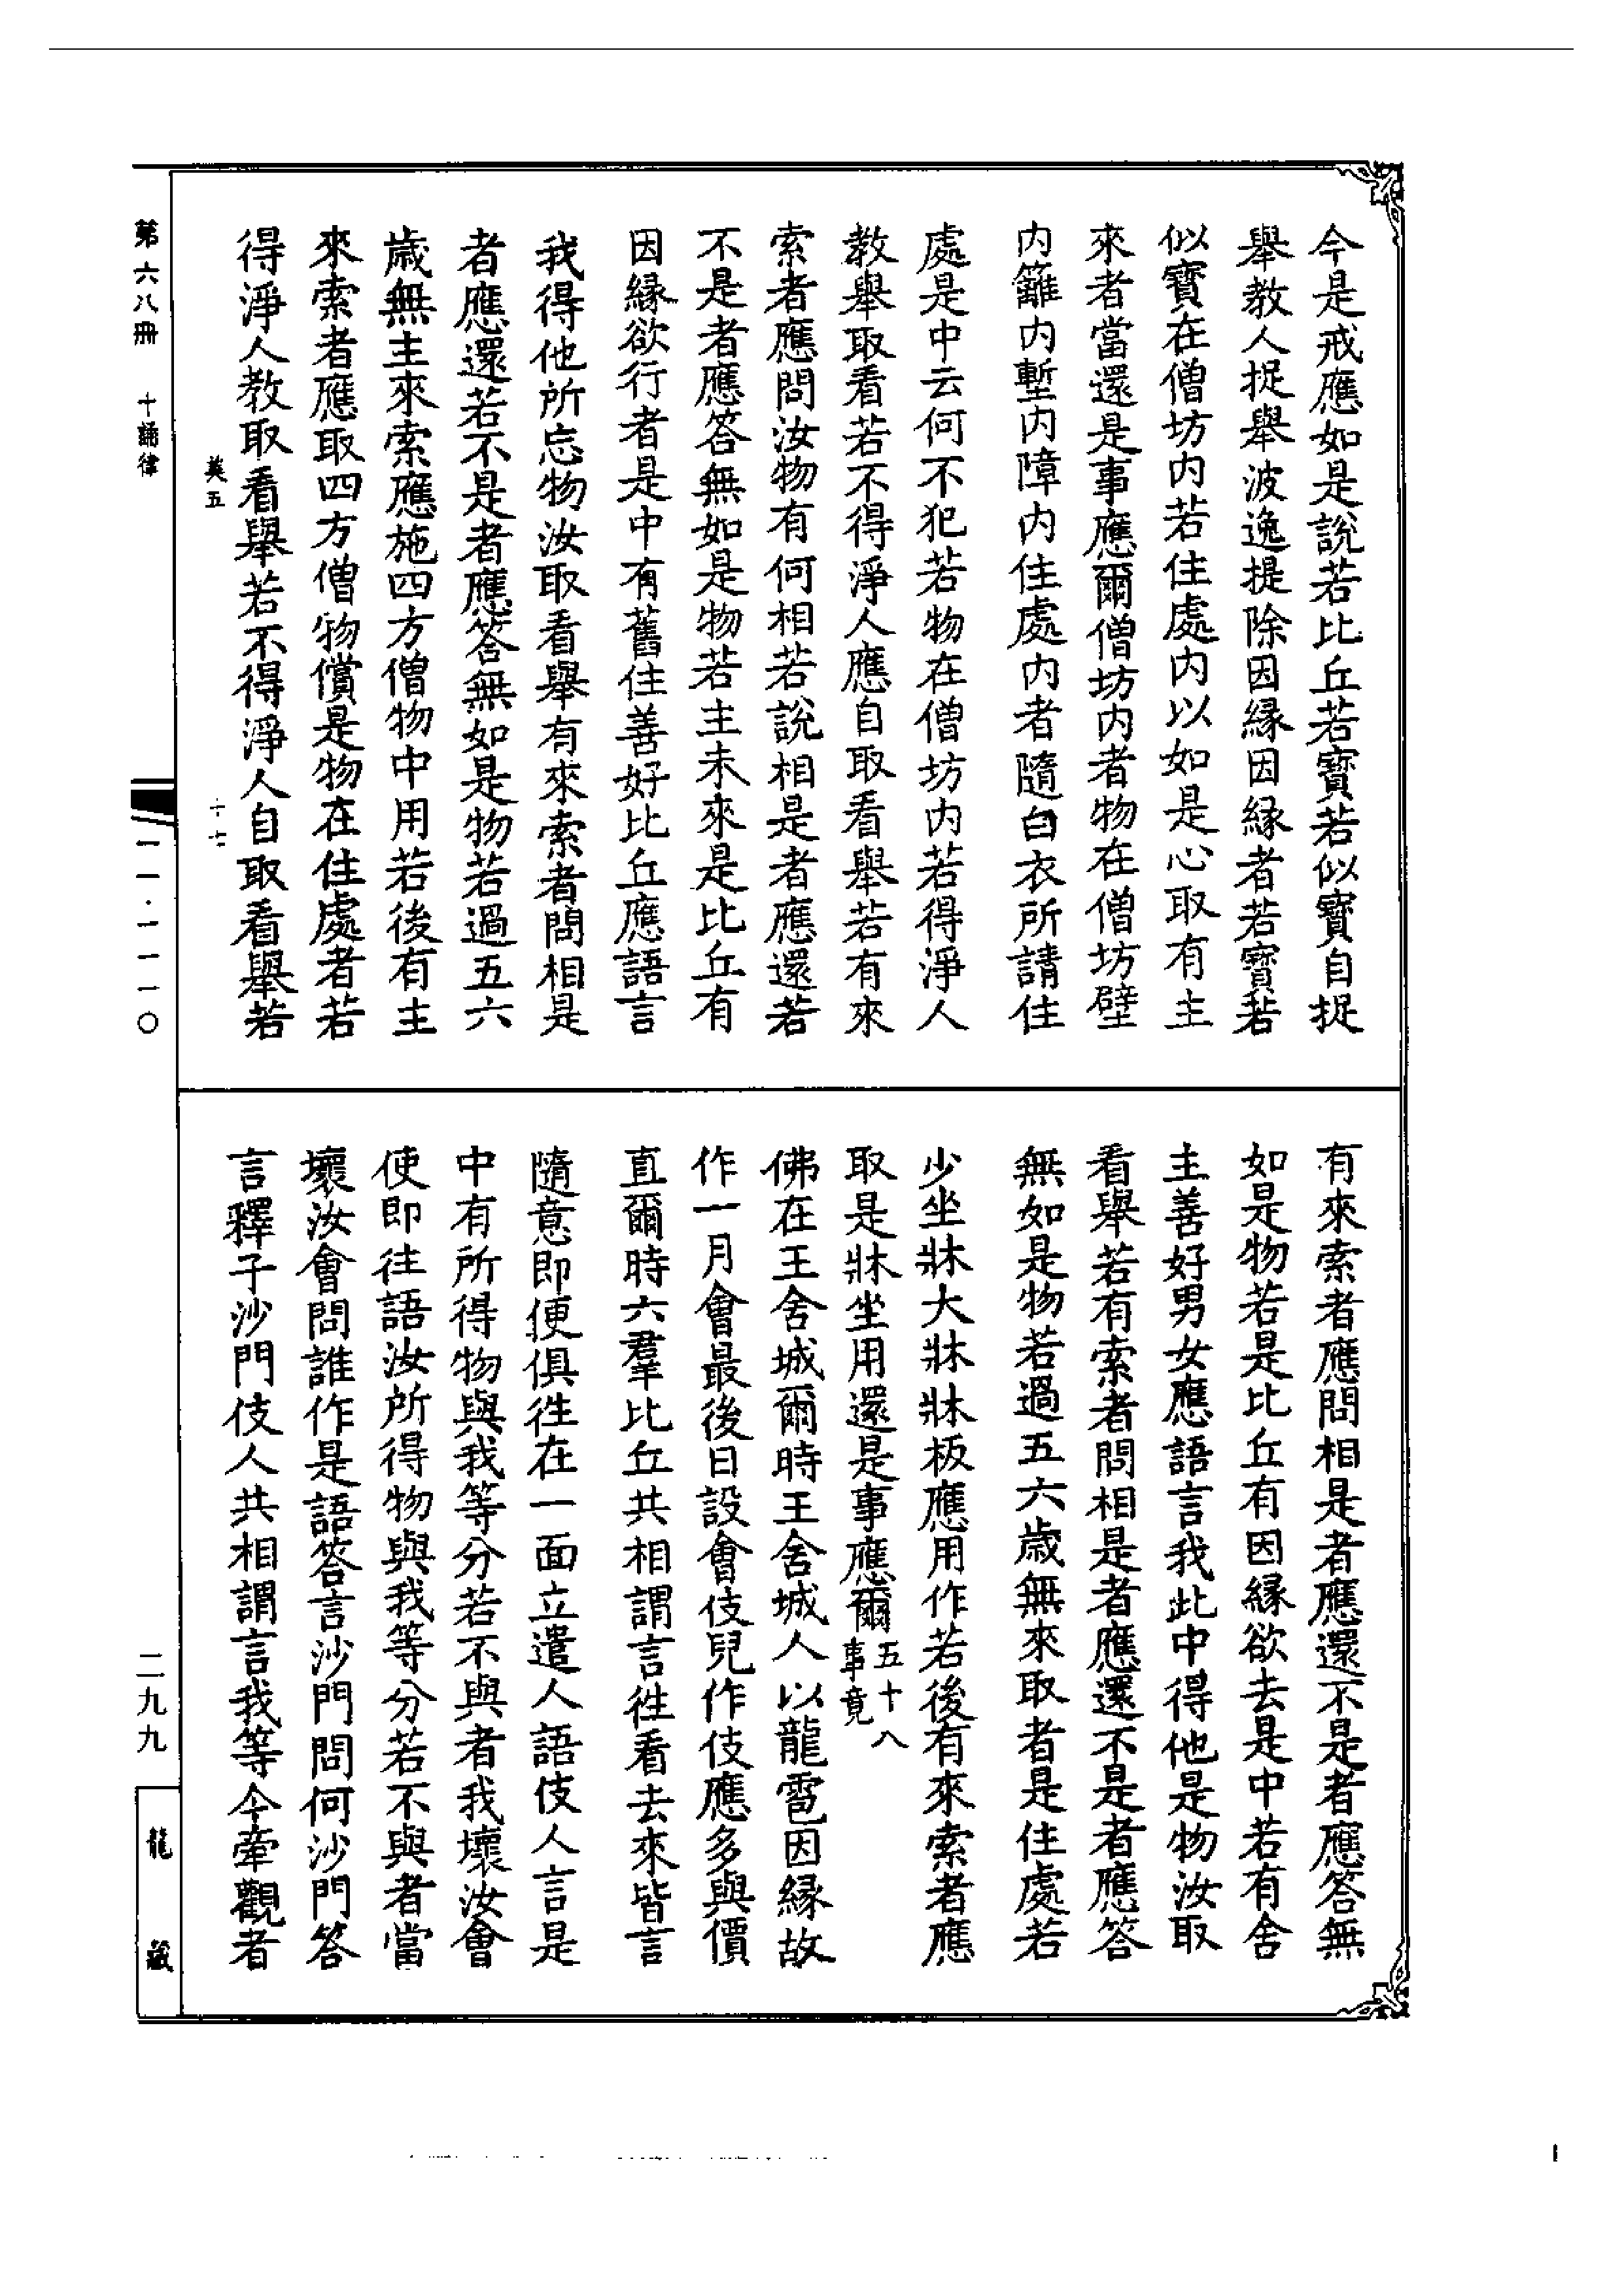 今是戒應如是說若比丘若寶若似寶自捉
舉教人捉舉波逸提除因縁因縁者若寶若
似寶在僧坊内若住處内以如是心取有主
來者當還是事應爾僧坊内者物在僧坊壁
内籬内塹内障内住處内者隨白衣所請住
處是中云何不犯若物在僧坊内若得淨人
教舉取看若不得淨人應自取看舉若有來
索者應問汝物有何相若說相是者應還若
不是者應答無如是物若主未來是比丘有
因縁欲行者是中有舊住善好比丘應語言
我得他所忘物汝取看舉有來索者問相是
者應還若不是者應答無如是物若過五六
歲無主來索應施四方僧物中用若後有主
來索者應取四方僧物償是物在住處者若
得淨人教取看舉若不得淨人自取看舉若
有來索者應問相是者應還不是者應答無
如是物若是比丘有因縁欲去是中若有舍
主善好男女應語言我此中得他是物汝取
看舉若有索者問相是者應還不是者應答
無如是物若過五六歲無來取者是住處若
少坐牀大牀牀板應用作若後有來索者應
取是牀坐用還是事應爾五十八事竟
佛在王舍城爾時王舍城人以龍雹因縁故
作一月會最後日設會伎兒作伎應多與價
直爾時六羣比丘共相謂言往看去來皆言
隨意即便俱往在一面立遣人語伎人言是
中有所得物與我等分若不與者我壞汝會
使即往語汝所得物與我等分若不與者當
壞汝會問誰作是語答言沙門問何沙門答
言釋子沙門伎人共相謂言我等今牽觀者
第六八冊 十誦律
英五 十七
一一·一一一〇
二九九
龍藏